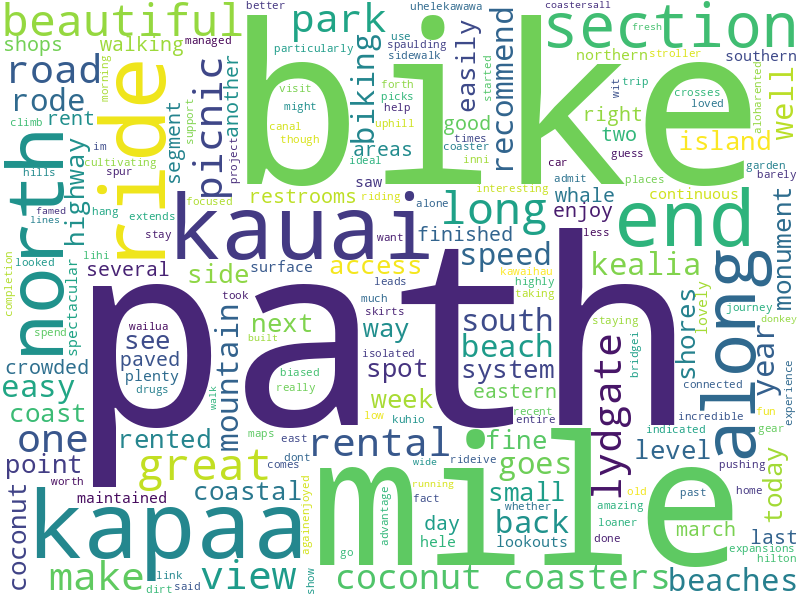 beautiful
bike
section
park
shops
walking
better
uhelekawawa
coastersall
fresh
managed
particularly
use
spaulding
stroller
northern
southern
sidewalk
road
rode
rent
morning
ride
picnic
another
biking
easily
recommend
started
forth
visit
picks
might
help
crosses
trip
wit
loved
aloharented
well
climb
im
segment
support
project
canal
uphill
though
good
times
right
two
island
cultivating
spur
areas
ideal
coaster
inni
car
guess
admit
garden
barely
hills
highway
north
focused
saw
riding
interesting
whale
places
continuous
famed
hang
lines
extends
stay
restrooms
alone
long
enjoy
less
end
along
kauai
want
finished
speed
kealia
looked
lihi
side
surface
access
kawaihau
completion
spectacular
several
leads
highly
taking
shores
lovely
journey
donkey
took
much
skirts
built
next
way
south
staying
monument
wailua
see
isolated
beach
bridgei
year
spend
crowded
paved
mountain
biased
spot
system
connected
experience
plenty
really
path
easy
drugs
walk
week
eastern
lydgate
incredible
coast
low
kuhio
recent
entire
fun
one
rented
maps
east
rental
fine
indicated
gear
point
dont
comes
wide
goes
level
pushing
worth
maintained
great
running
mile
old
past
home
today
coconut
coastal
fact
whether
small
amazing
kapaa
againenjoyed
advantage
day
back
march
loaner
last
hele
lookouts
done
expansions
make
link
view
go
rideive
hilton
dirt
said
show
coconut coasters
beaches